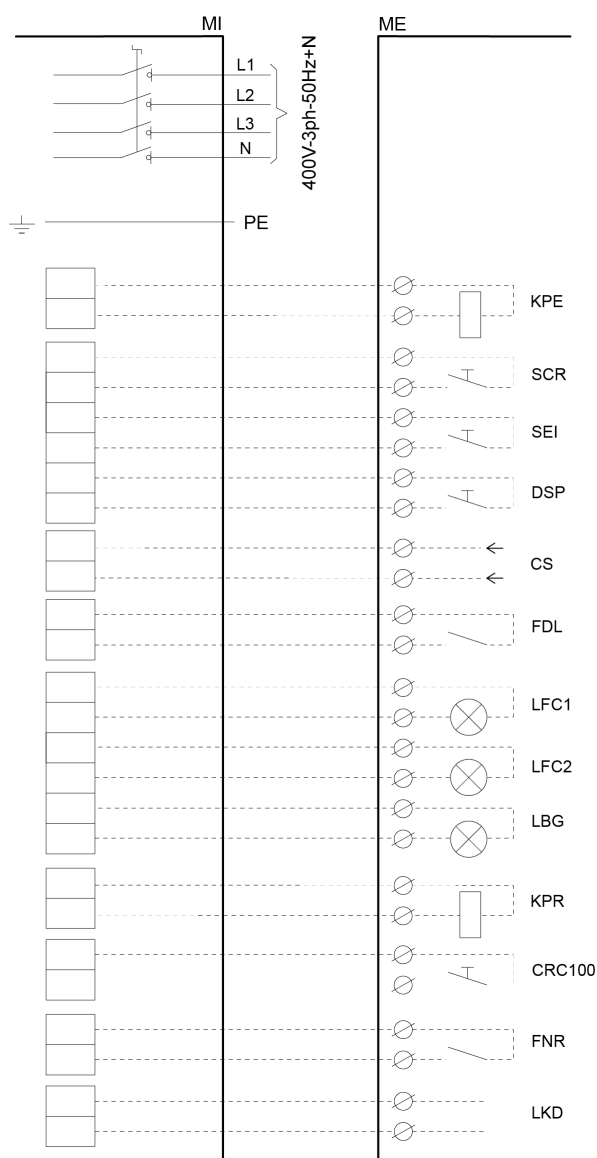 MI
ME
L1
L2
L3
N
400V-3ph-50Hz+N
PE
KPE
SCR
SEI
DSP
CS
FDL
LFC1
LFC2
LBG
KPR
CRC100
FNR
LKD